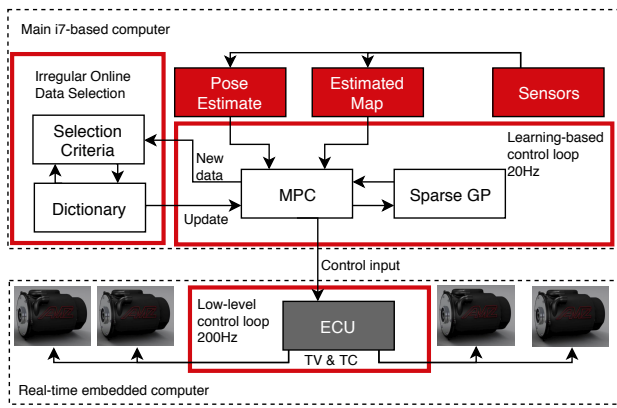 Main i7-based computer
Irregular Online
Data Selection
Pose
Estimate
Estimated
Map
Sensors
Selection
Criteria
Learning-based
control loop
20Hz
New
data
MPC
Sparse GP
Dictionary
Update
Control input
Low-level
control loop
200Hz
ECU
TV & TC
Real-time embedded computer